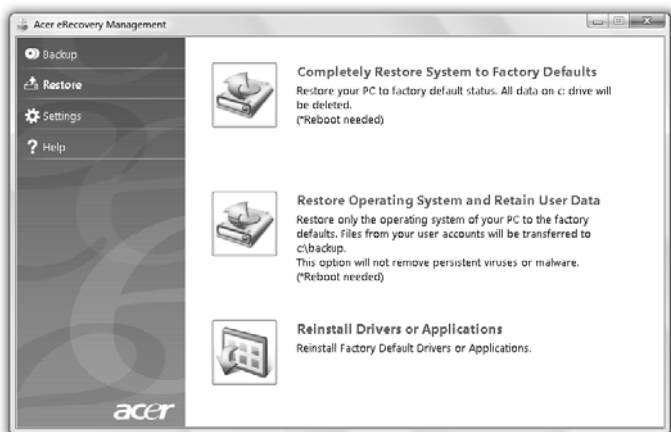 Acer eRecovery Management
Backup
Restore
Settings
? Help
Completely Restore System to Factory Defaults
Restore your PC to factory default status. All data on c: drive will
be deleted.
(*Reboot needed)
Restore Operating System and Retain User Data
Restore only the operating system of your PC to the factory
defaults. Files from your user accounts will be transferred to
c:\backup.
This option will not remove persistent viruses or malware.
(*Reboot needed)
Reinstall Drivers or Applications
Reinstall Factory Default Drivers or Applications.
acer